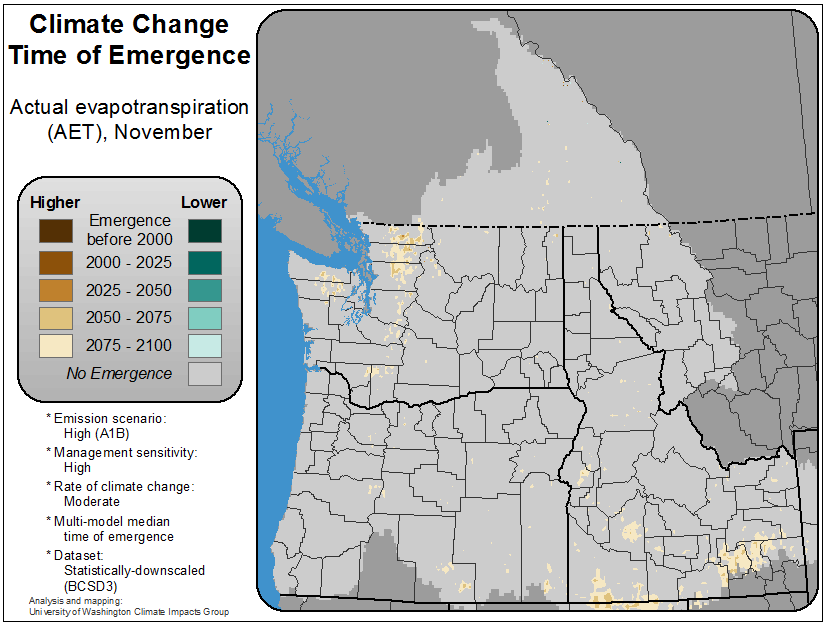 Climate Change
Time of Emergence
Actual evapotranspiration
(AET), November
Higher
Lower
Emergence
before 2000
2000 - 2025
2025 - 2050
2050 - 2075
2075 - 2100
No Emergence
* Emission scenario:
High (A1B)
* Management sensitivity:
High
* Rate of climate change:
Moderate
* Multi-model median
time of emergence
* Dataset:
Statistically-downscaled
(BCSD3)
Analysis and mapping:
University of Washington Climate Impacts Group